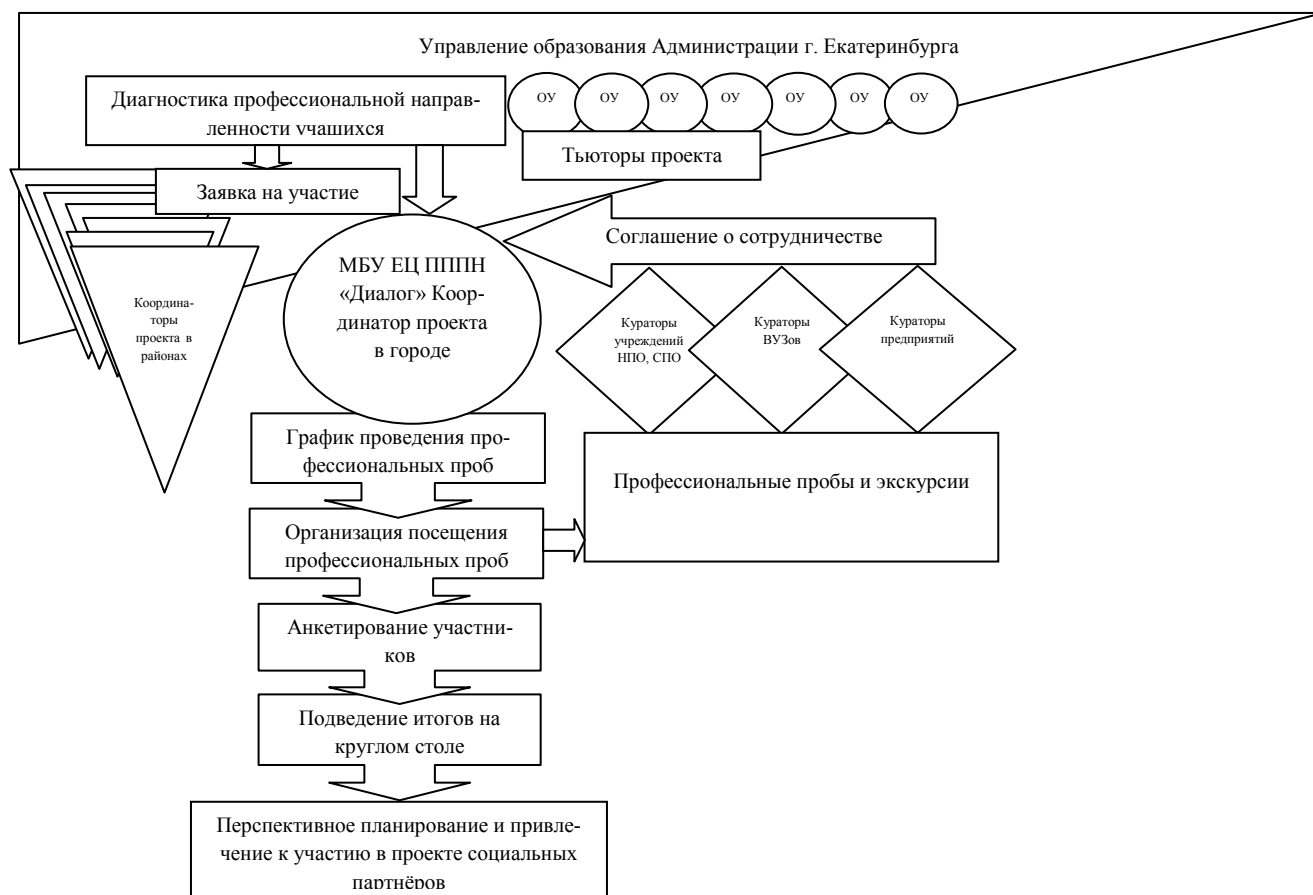 Управление образования Администрации г. Екатеринбурга
Диагностика профессиональной направ-
ленности учащихся
ОУ
ОУ
ОУ
ОУ
ОУ
ОУ
ОУ
Тьюторы проекта
Заявка на участие
Соглашение о сотрудничестве
МБУ ЕЦ ПППН
«Диалог» Коор-
динатор проекта
в городе
Координа-
торы
проекта в
районах
Кураторы
учреждений
НПО, СПО
Кураторы
ВУЗов
Кураторы
предприятий
График проведения про-
фессиональных проб
Профессиональные пробы и экскурсии
Организация посещения
профессиональных проб
Анкетирование участни-
ков
Подведение итогов на
круглом столе
Перспективное планирование и привле-
чение к участию в проекте социальных
партнёров